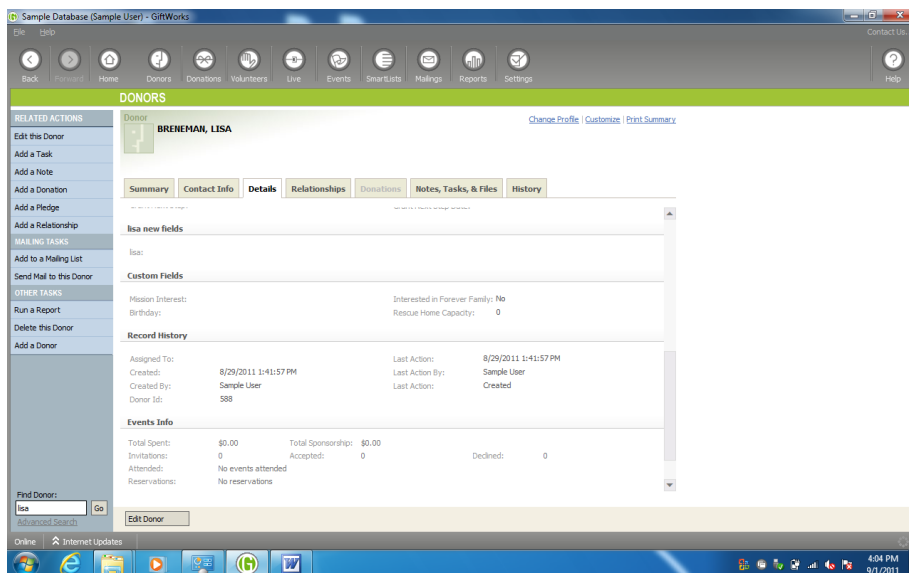 Sample Database (Sample User) - GiftWorks
File Help Contact Us.
Back Forward Home Donors Donations Volunteers Live Events SmartLists Mailings Reports Settings Help
DONORS
RELATED ACTIONS
Edit this Donor
Add a Task
Add a Note
Add a Donation
Add a Pledge
Add a Relationship
MAILING TASKS
Add to a Mailing List
Send Mail to this Donor
OTHER TASKS
Run a Report
Delete this Donor
Add a Donor
Find Donor:
lisa Go
Advanced Search
Donor
BRENEMAN, LISA
Change Profile | Customize | Print Summary
Summary Contact Info Details Relationships Donations Notes, Tasks, & Files History
lisa new fields
lisa:
Custom Fields
Mission Interest: Interested in Forever Family: No
Birthday: Rescue Home Capacity: 0
Record History
Assigned To: Last Action: 8/29/2011 1:41:57 PM
Created: 8/29/2011 1:41:57 PM Last Action By: Sample User
Created By: Sample User Last Action: Created
Donor Id: 588
Events Info
Total Spent: $0.00 Total Sponsorship: $0.00
Invitations: 0 Accepted: 0 Declined: 0
Attended: No events attended
Reservations: No reservations
Edit Donor
Online Internet Updates
4:04 PM
9/1/2011